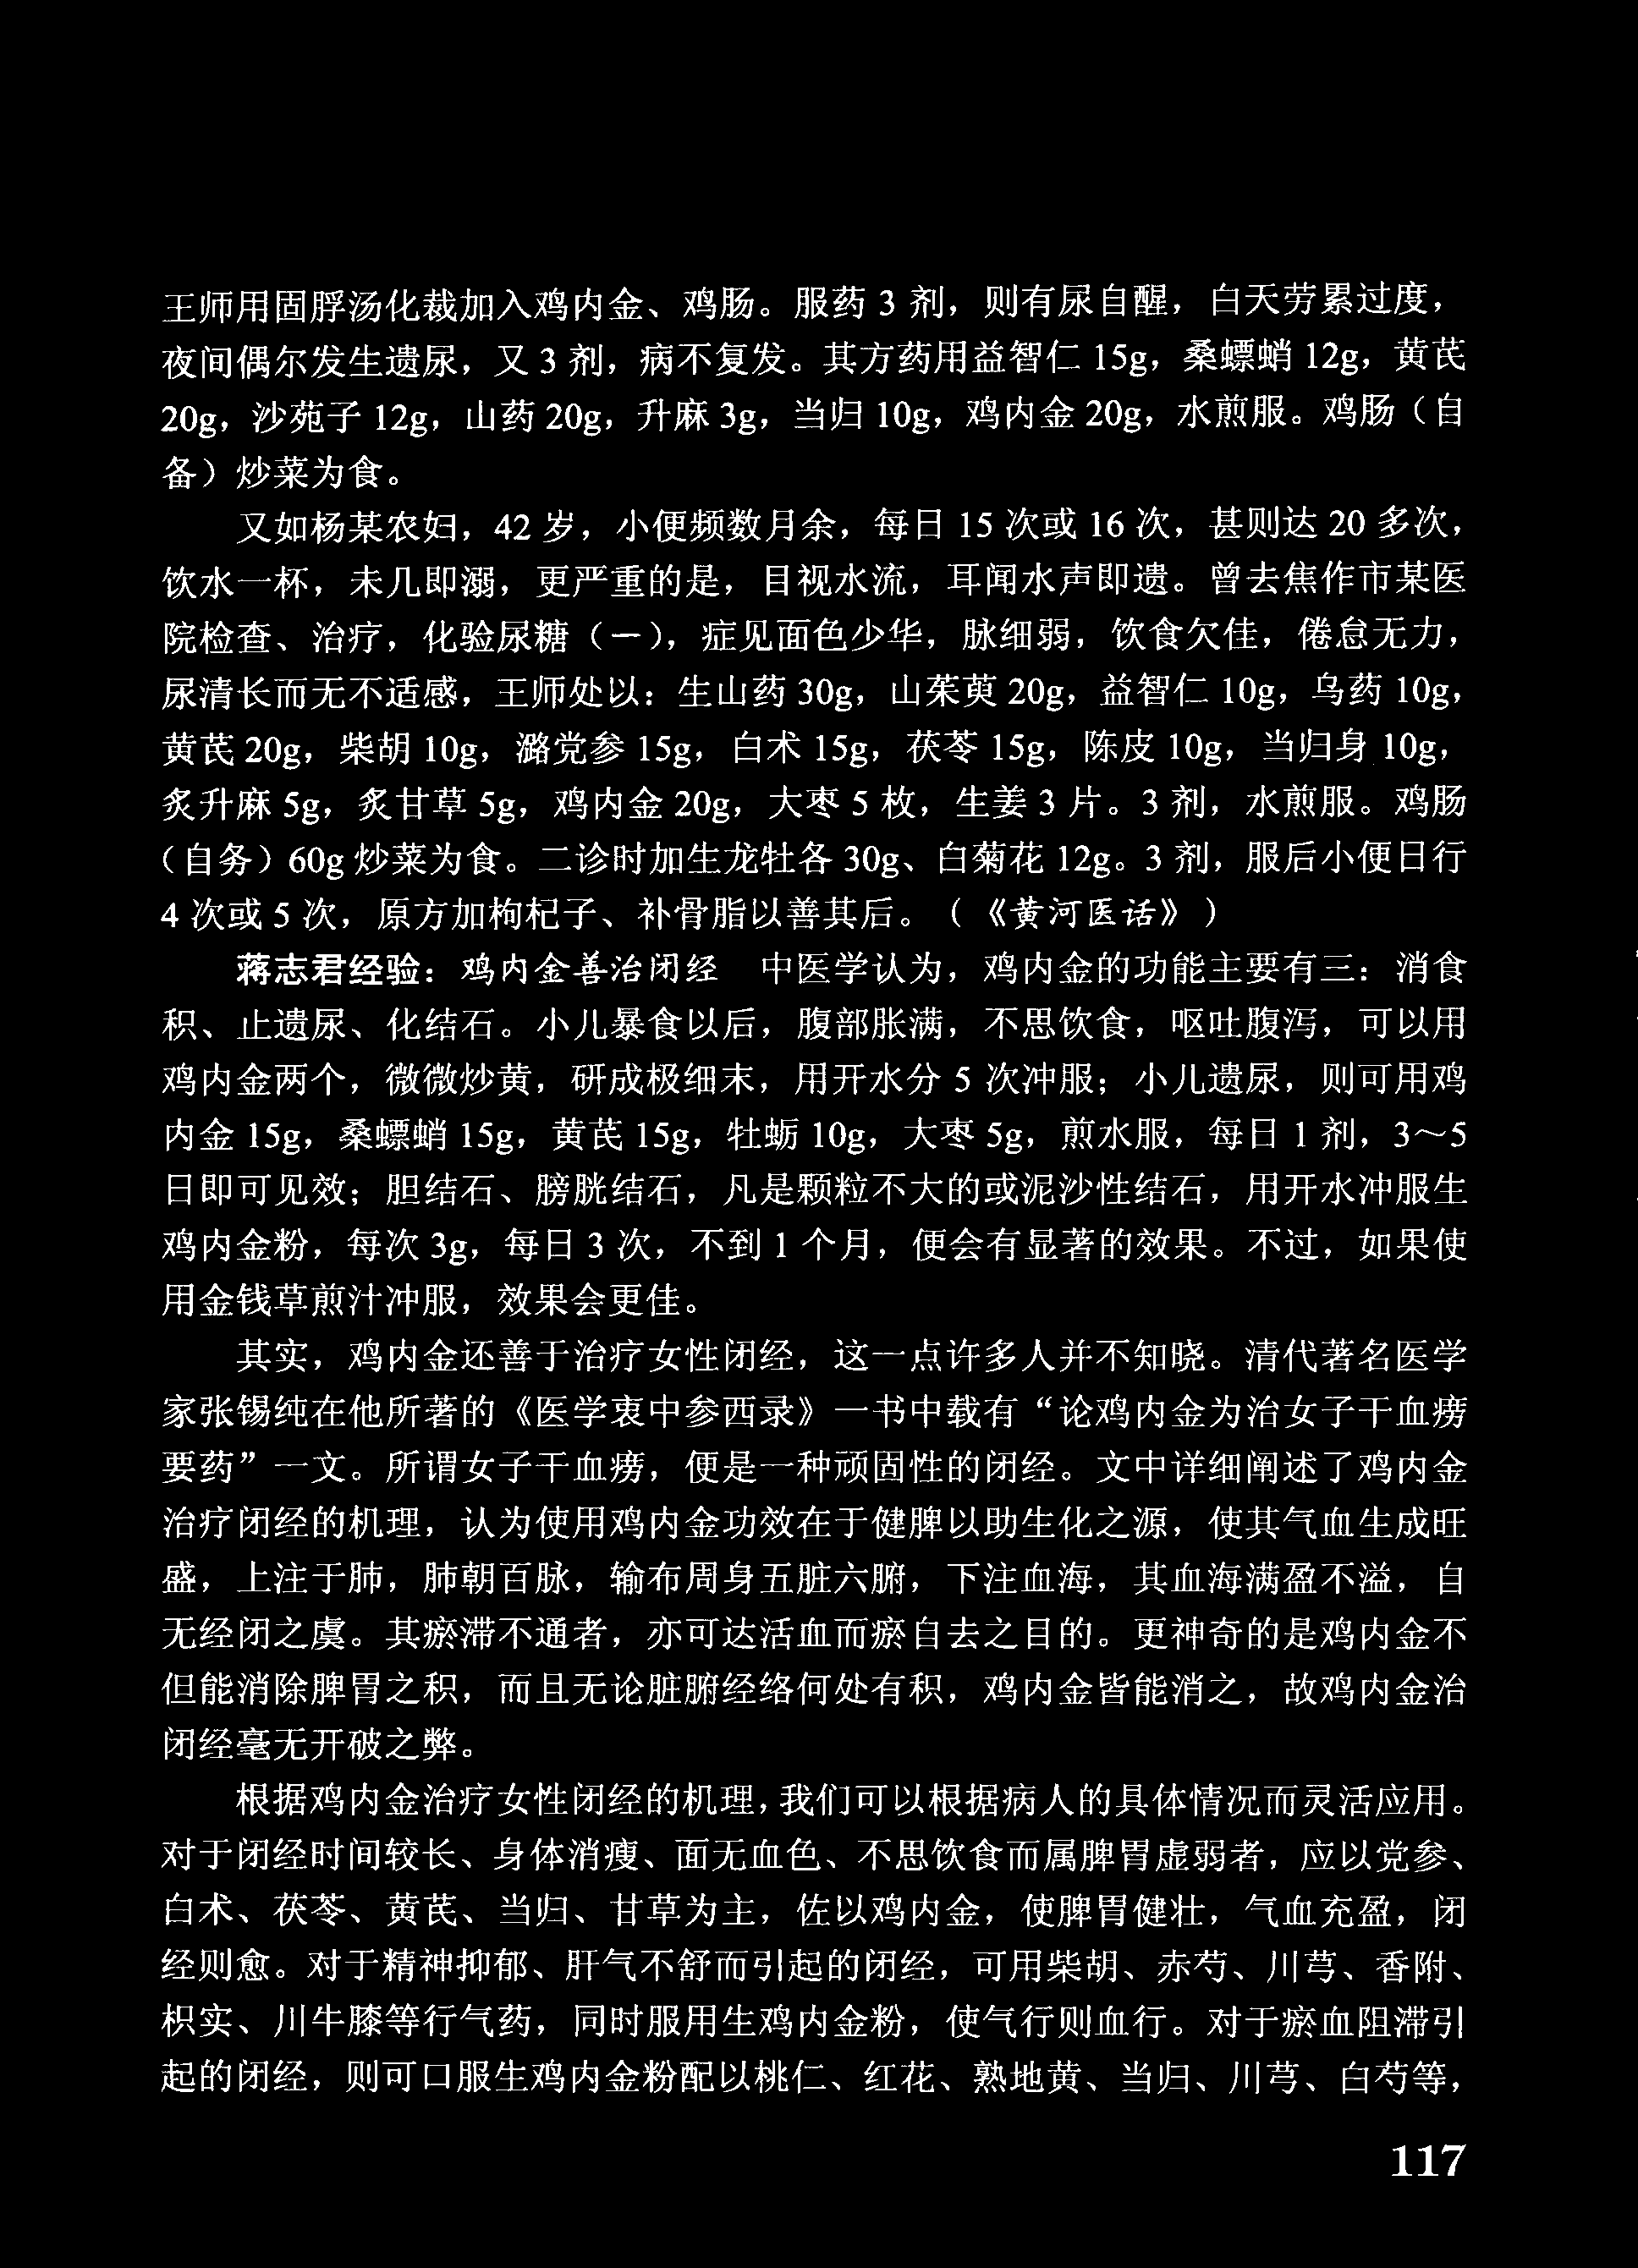 王师用固脬汤化裁加入鸡内金、鸡肠。服药 3 剂，则有尿自醒，白天劳累过度，
夜间偶尔发生遗尿，又 3 剂，病不复发。其方药用益智仁 15g，桑螵蛸 12g，黄芪
20g，沙苑子 12g，山药 20g，升麻 3g，当归 10g，鸡内金 20g，水煎服。鸡肠（自
备）炒菜为食。
又如杨某农妇，42 岁，小便频数月余，每日 15 次或 16 次，甚则达 20 多次，
饮水一杯，未几即溺，更严重的是，目视水流，耳闻水声即遗。曾去焦作市某医
院检查、治疗，化验尿糖（－），症见面色少华，脉细弱，饮食欠佳，倦怠无力，
尿清长而无不适感，王师处以：生山药 30g，山茱萸 20g，益智仁 10g，乌药 10g，
黄芪 20g，柴胡 10g，潞党参 15g，白术 15g，茯苓 15g，陈皮 10g，当归身 10g，
炙升麻 5g，炙甘草 5g，鸡内金 20g，大枣 5 枚，生姜 3 片。3 剂，水煎服。鸡肠
（自务）60g 炒菜为食。二诊时加生龙牡各 30g、白菊花 12g。3 剂，服后小便日行
4 次或 5 次，原方加枸杞子、补骨脂以善其后。（《黄河医话》）
蒋志君经验：鸡内金善治闭经　中医学认为，鸡内金的功能主要有三：消食
积、止遗尿、化结石。小儿暴食以后，腹部胀满，不思饮食，呕吐腹泻，可以用
鸡内金两个，微微炒黄，研成极细末，用开水分 5 次冲服；小儿遗尿，则可用鸡
内金 15g，桑螵蛸 15g，黄芪 15g，牡蛎 10g，大枣 5g，煎水服，每日 1 剂，3～5
日即可见效；胆结石、膀胱结石，凡是颗粒不大的或泥沙性结石，用开水冲服生
鸡内金粉，每次 3g，每日 3 次，不到 1 个月，便会有显著的效果。不过，如果使
用金钱草煎汁冲服，效果会更佳。
其实，鸡内金还善于治疗女性闭经，这一点许多人并不知晓。清代著名医学
家张锡纯在他所著的《医学衷中参西录》一书中载有“论鸡内金为治女子干血痨
要药”一文。所谓女子干血痨，便是一种顽固性的闭经。文中详细阐述了鸡内金
治疗闭经的机理，认为使用鸡内金功效在于健脾以助生化之源，使其气血生成旺
盛，上注于肺，肺朝百脉，输布周身五脏六腑，下注血海，其血海满盈不溢，自
无经闭之虞。其瘀滞不通者，亦可达活血而瘀自去之目的。更神奇的是鸡内金不
但能消除脾胃之积，而且无论脏腑经络何处有积，鸡内金皆能消之，故鸡内金治
闭经毫无开破之弊。
根据鸡内金治疗女性闭经的机理，我们可以根据病人的具体情况而灵活应用。
对于闭经时间较长、身体消瘦、面无血色、不思饮食而属脾胃虚弱者，应以党参、
白术、茯苓、黄芪、当归、甘草为主，佐以鸡内金，使脾胃健壮，气血充盈，闭
经则愈。对于精神抑郁、肝气不舒而引起的闭经，可用柴胡、赤芍、川芎、香附、
枳实、川牛膝等行气药，同时服用生鸡内金粉，使气行则血行。对于瘀血阻滞引
起的闭经，则可口服生鸡内金粉配以桃仁、红花、熟地黄、当归、川芎、白芍等，
117